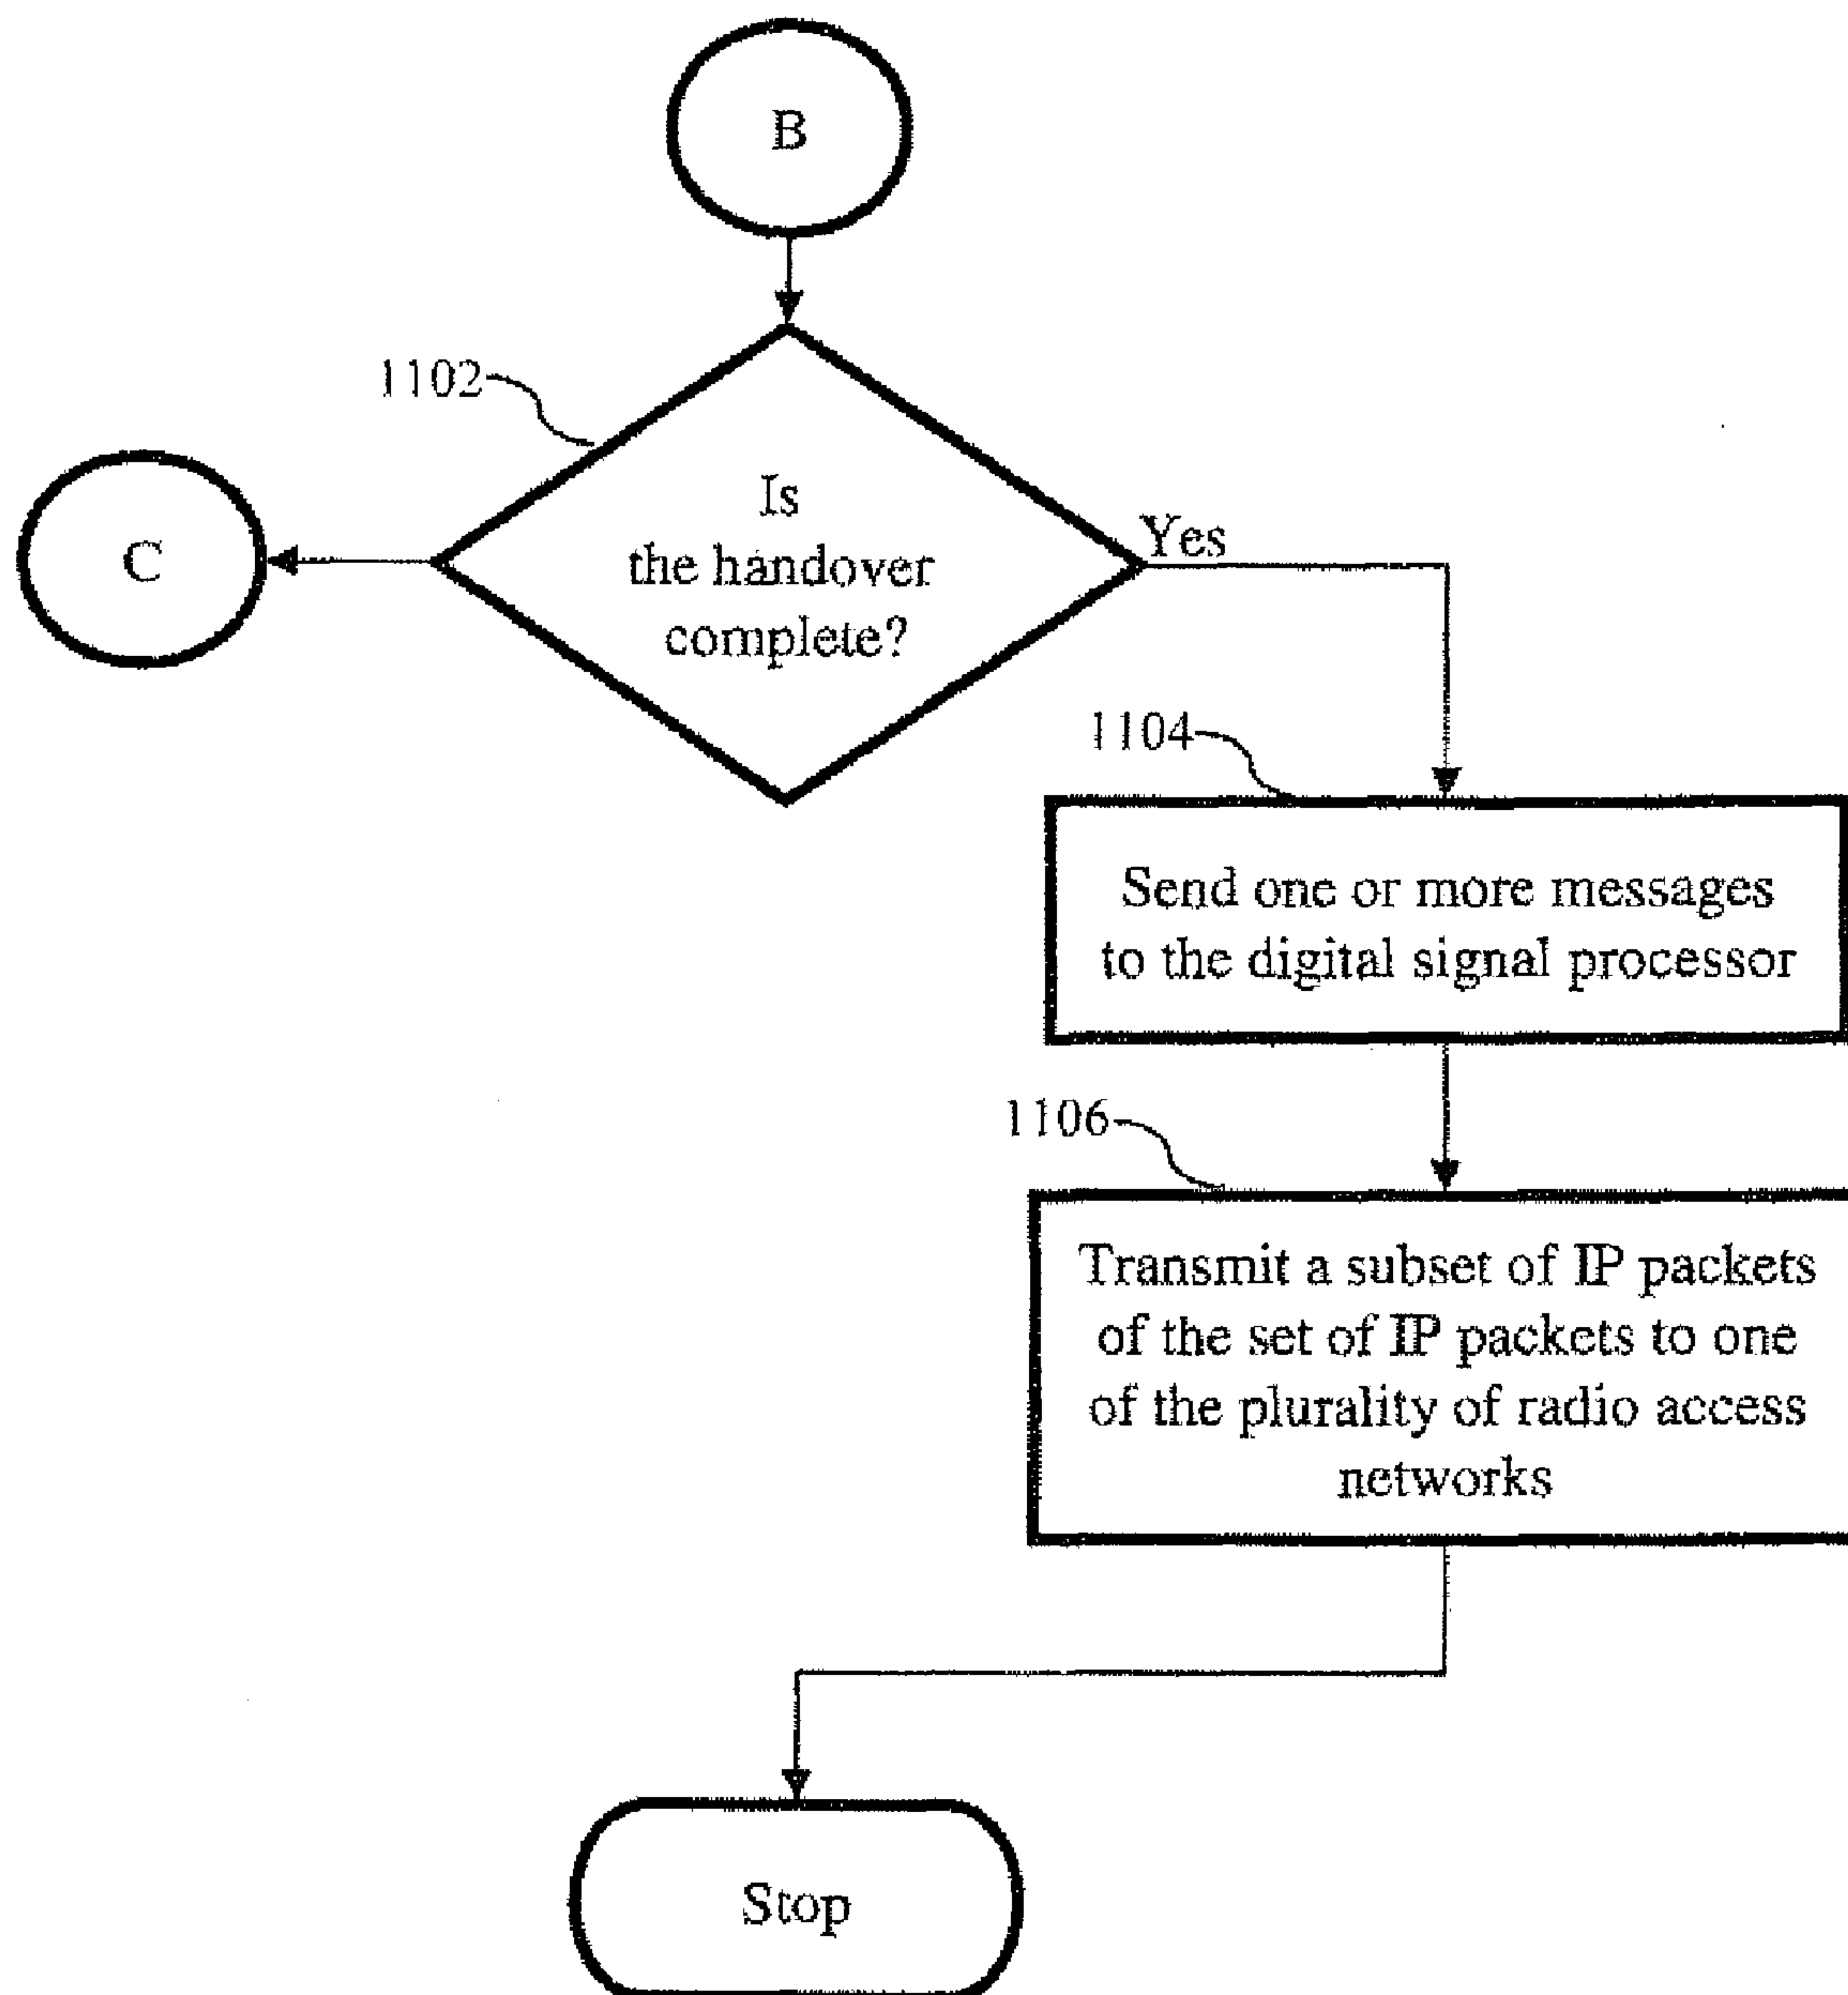 B
1102
Is
the handover
complete?
C
Yes
1104
Send one or more messages
to the digital signal processor
1106
Transmit a subset of IP packets
of the set of IP packets to one
of the plurality of radio access
networks
Stop